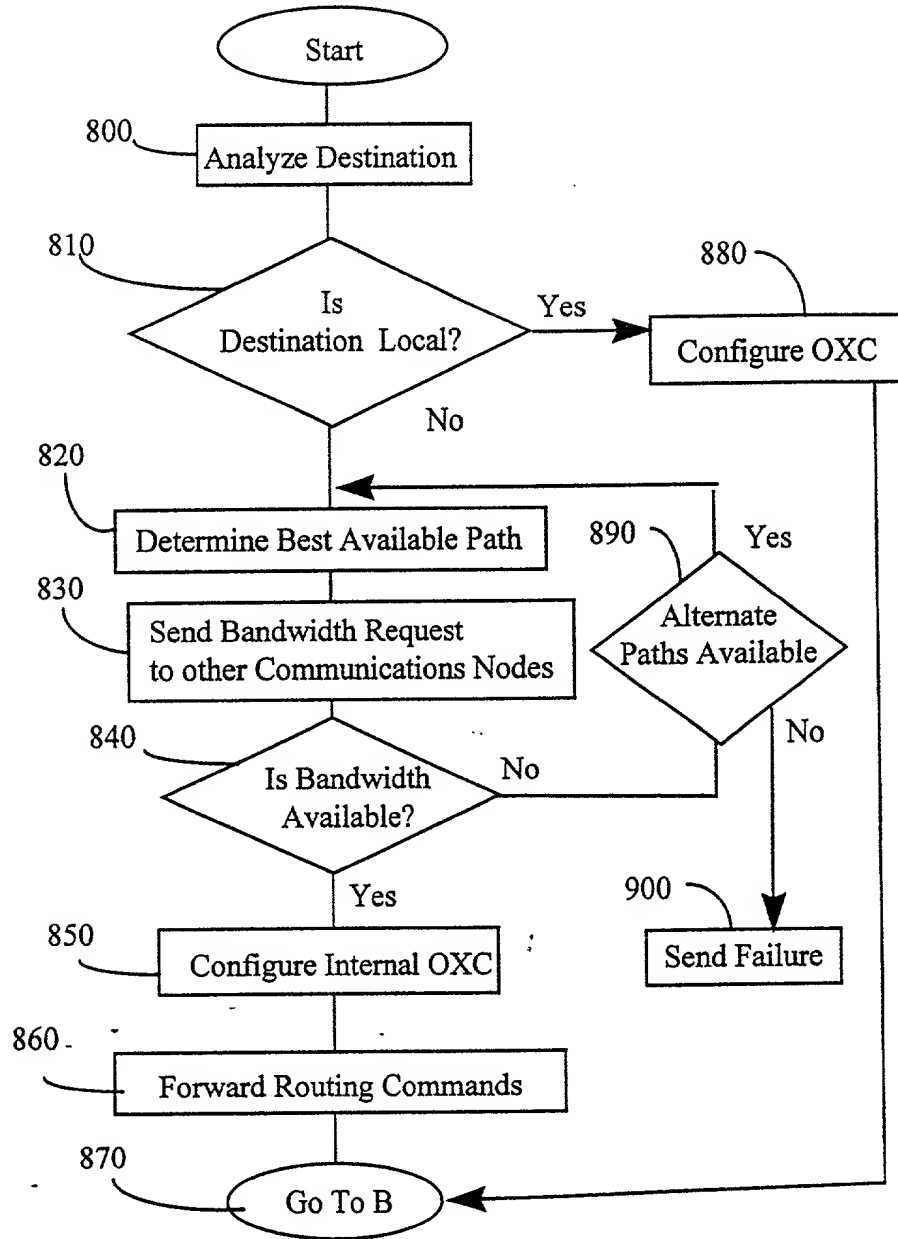 Start
800
Analyze Destination
810
Is
Destination Local?
Yes
880
Configure OXC
No
820
Determine Best Available Path
890
Yes
Alternate
Paths Available
830
Send Bandwidth Request
to other Communications Nodes
No
840
Is Bandwidth
Available?
No
Yes
900
Send Failure
850
Configure Internal OXC
860
Forward Routing Commands
870
Go To B